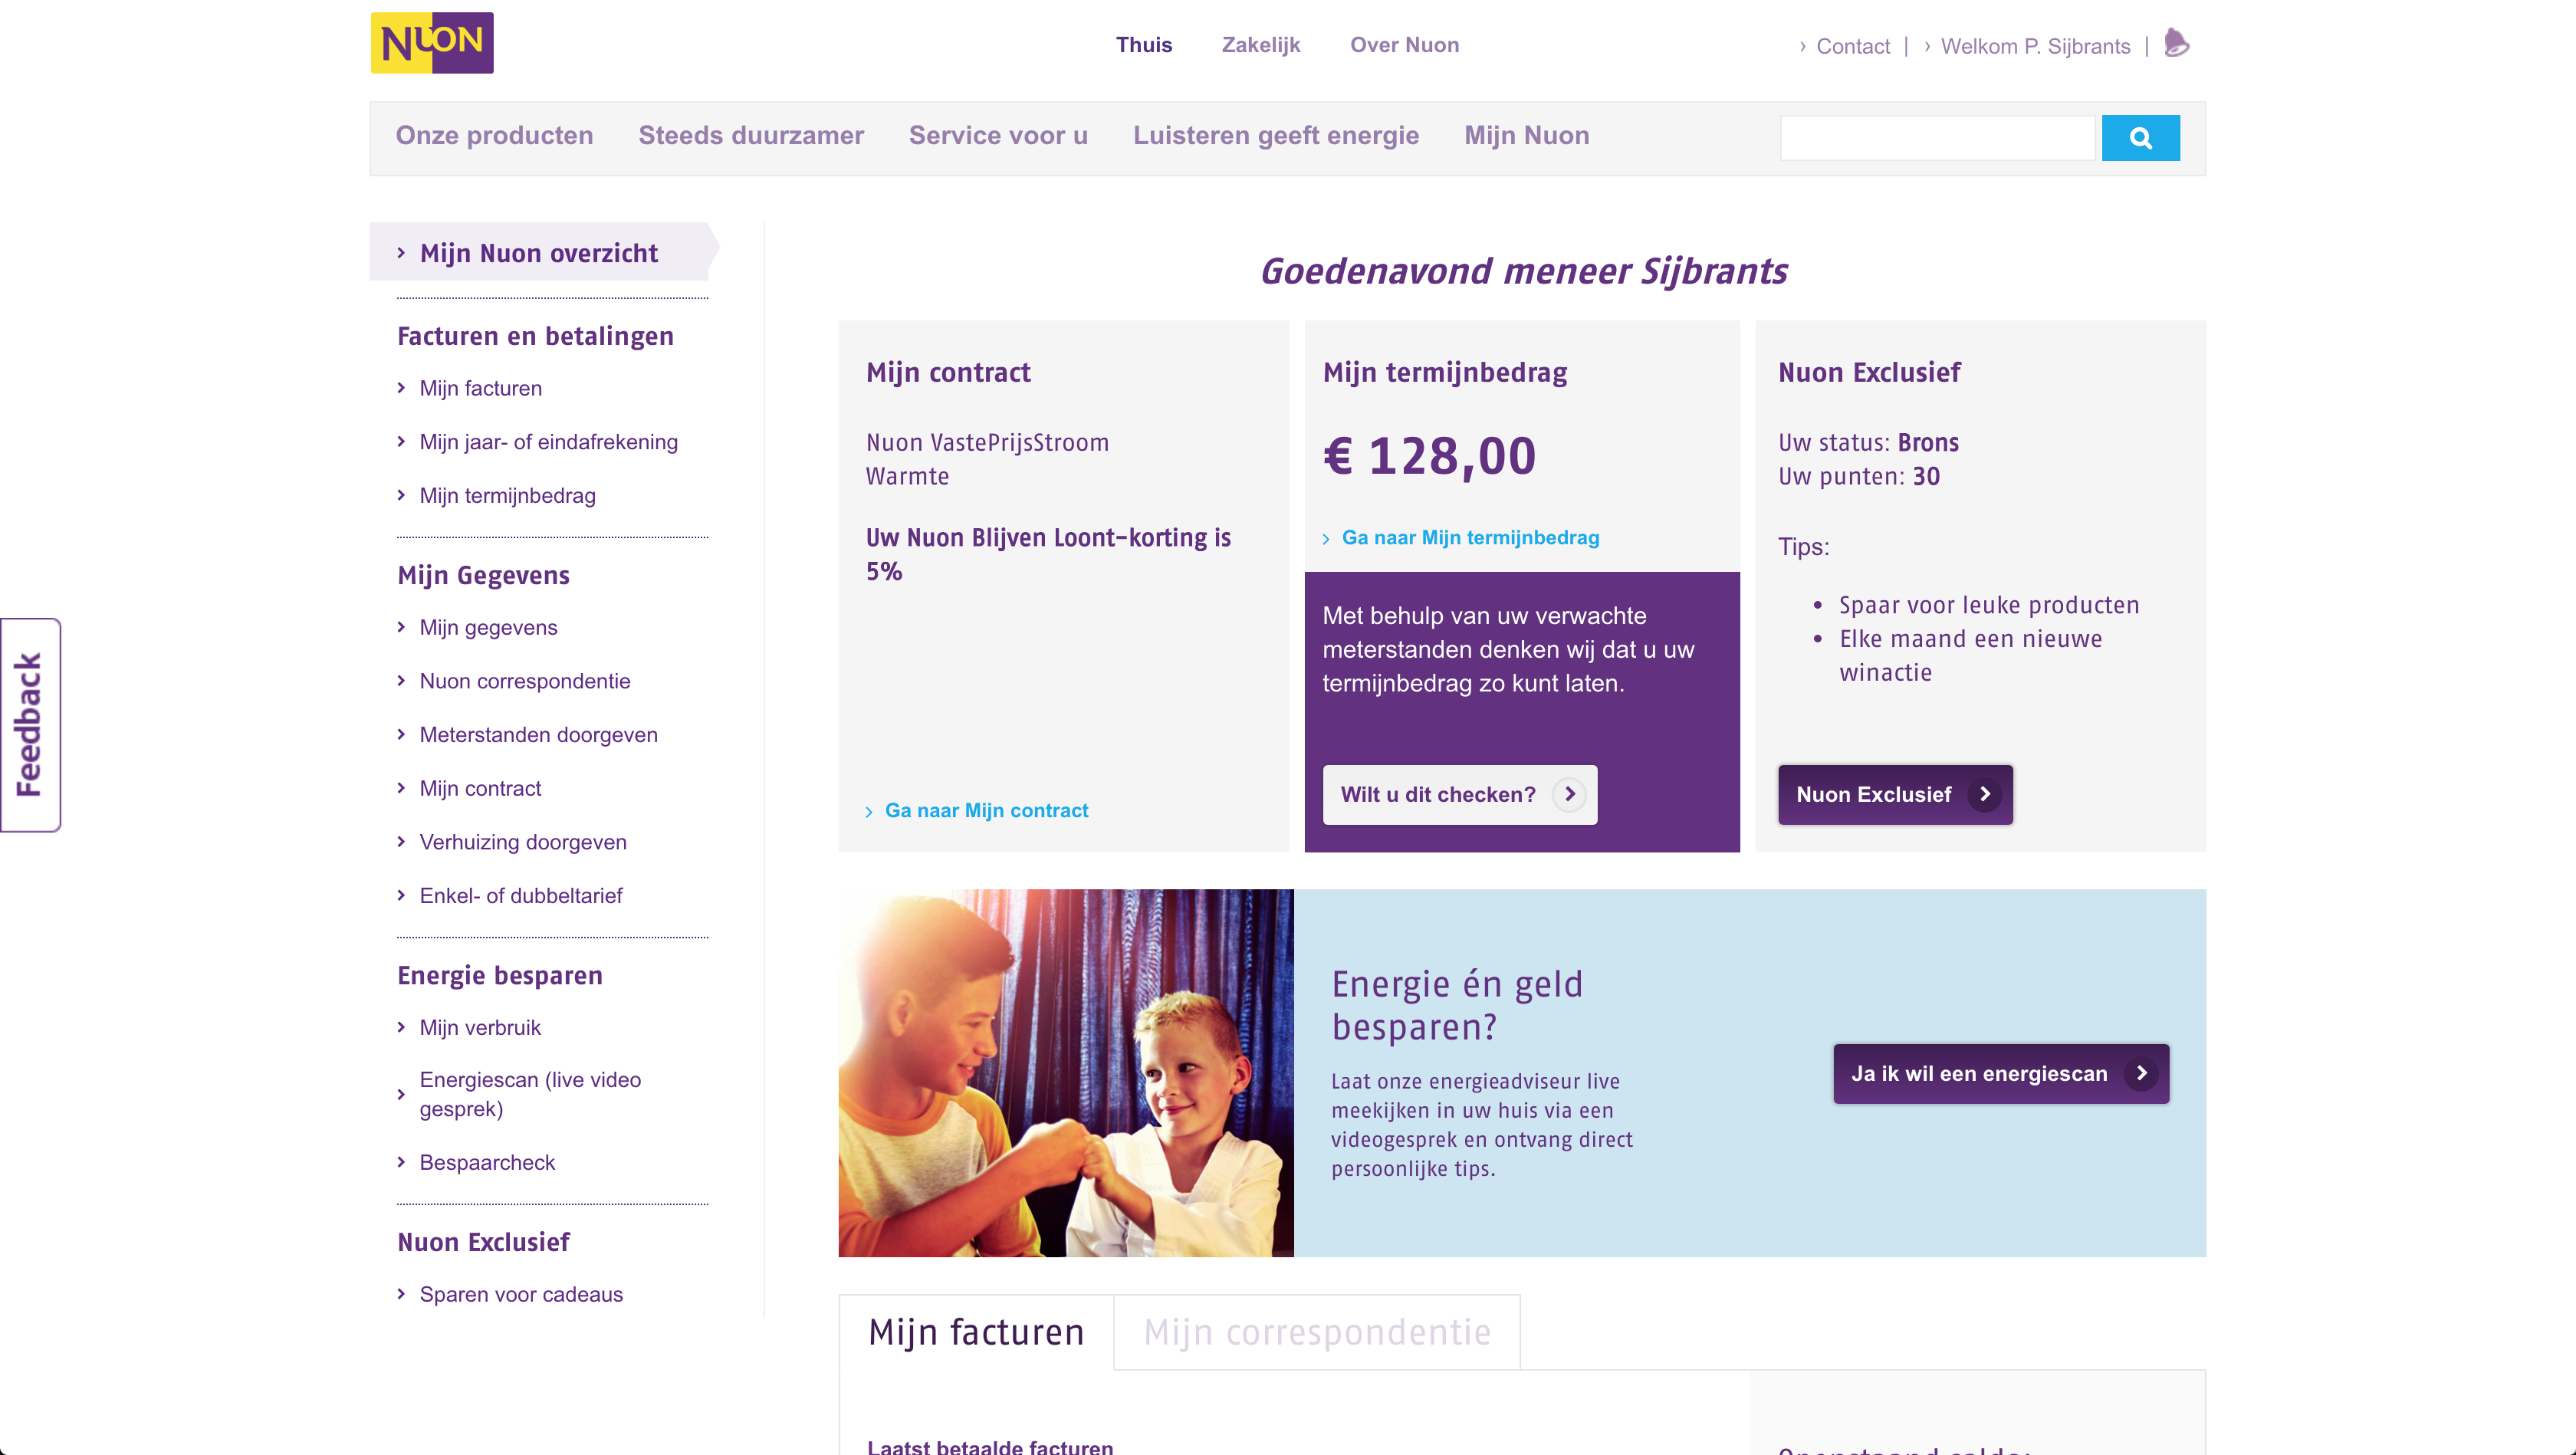 NUON
Thuis
Zakelijk
Over Nuon
Contact
Welkom P. Sijbrants
Onze producten
Steeds duurzamer
Service voor u
Luisteren geeft energie
Mijn Nuon
Mijn Nuon overzicht
Facturen en betalingen
Mijn facturen
Mijn jaar- of eindafrekening
Mijn termijnbedrag
Mijn Gegevens
Mijn gegevens
Nuon correspondentie
Meterstanden doorgeven
Mijn contract
Verhuizing doorgeven
Enkel- of dubbeltarief
Energie besparen
Mijn verbruik
Energiescan (live video
gesprek)
Bespaarcheck
Nuon Exclusief
Sparen voor cadeaus
Feedback
Goedenavond meneer Sijbrants
Mijn contract
Nuon VastePrijsStroom
Warmte
Uw Nuon Blijven Loont-korting is
5%
Ga naar Mijn contract
Mijn termijnbedrag
€ 128,00
Ga naar Mijn termijnbedrag
Met behulp van uw verwachte
meterstanden denken wij dat u uw
termijnbedrag zo kunt laten.
Wilt u dit checken?
Nuon Exclusief
Uw status: Brons
Uw punten: 30
Tips:
• Spaar voor leuke producten
• Elke maand een nieuwe
winactie
Nuon Exclusief
Energie én geld
besparen?
Laat onze energieadviseur live
meekijken in uw huis via een
videogesprek en ontvang direct
persoonlijke tips.
Ja ik wil een energiescan
Mijn facturen
Mijn correspondentie
Laatst betaalde facturen